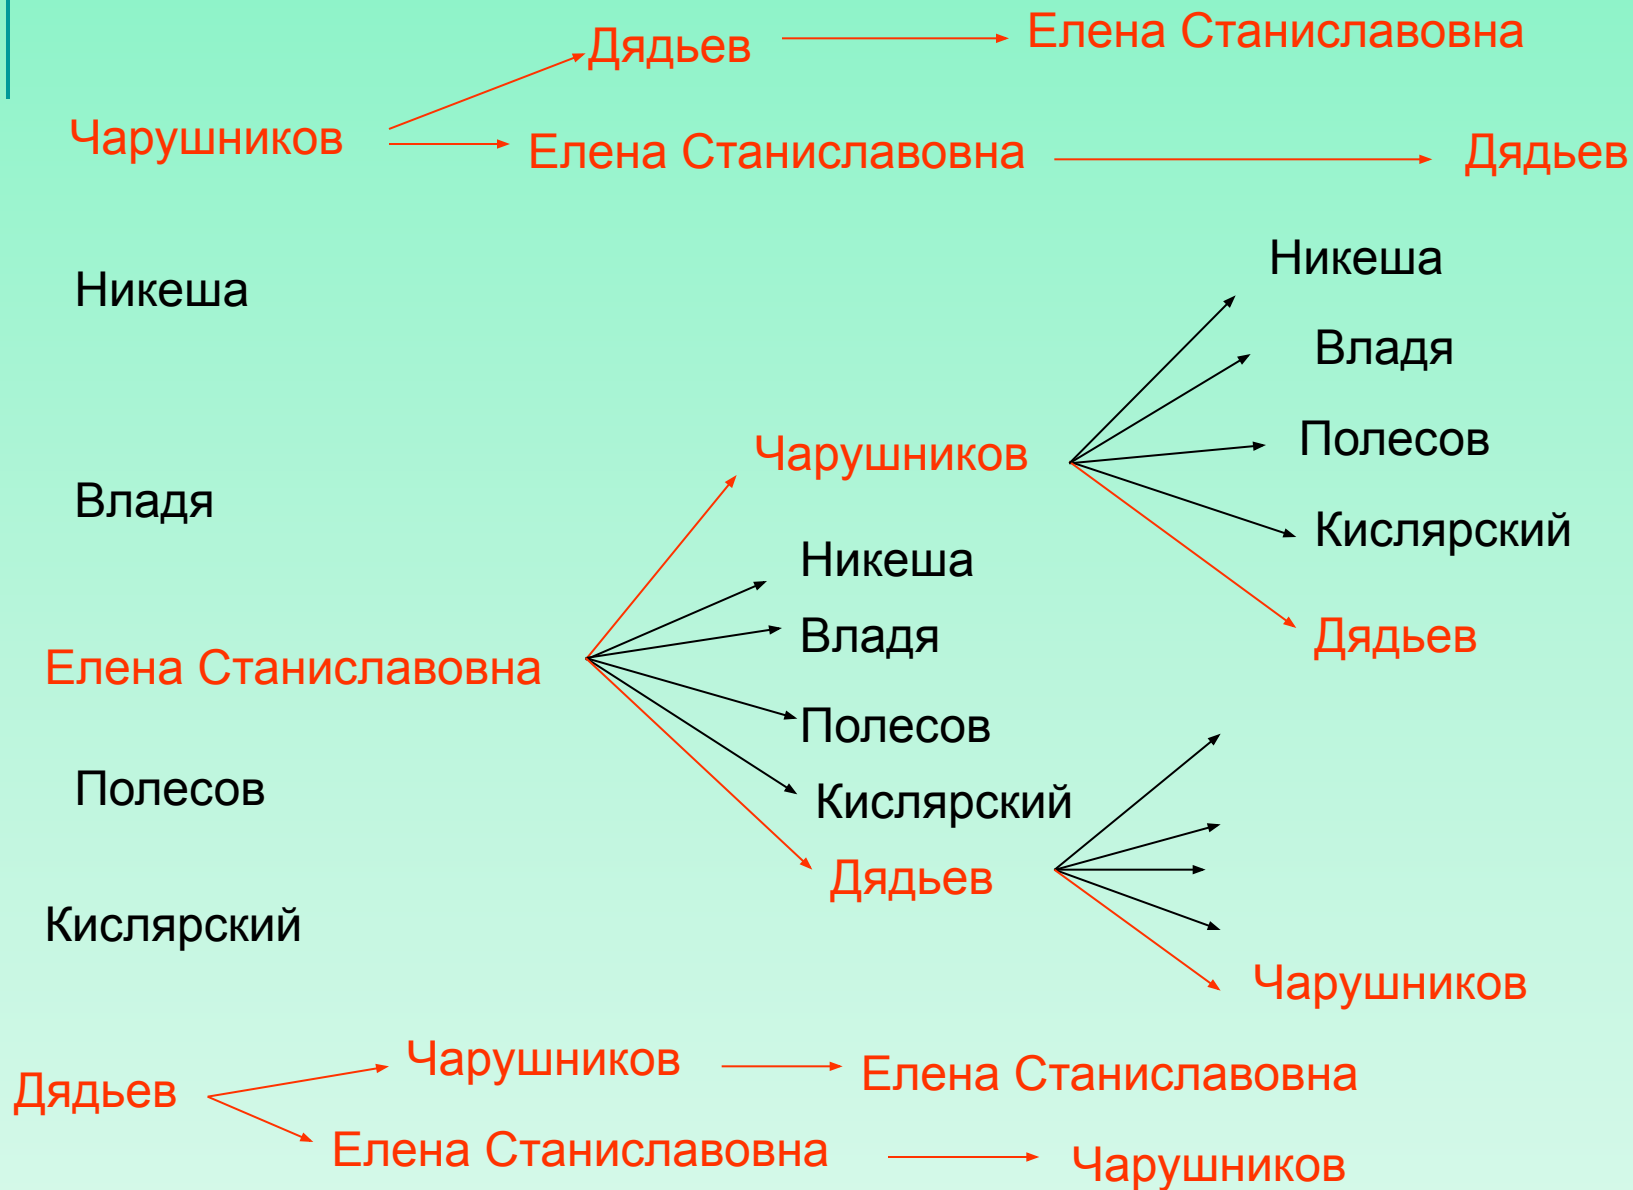 Дядьев
Елена Станиславовна
Чарушников
Елена Станиславовна
Дядьев
Никеша
Никеша
Владя
Чарушников
Полесов
Владя
Кислярский
Никеша
Владя
Дядьев
Елена Станиславовна
Полесов
Полесов
Кислярский
Дядьев
Кислярский
Чарушников
Чарушников
Елена Станиславовна
Дядьев
Елена Станиславовна
Чарушников